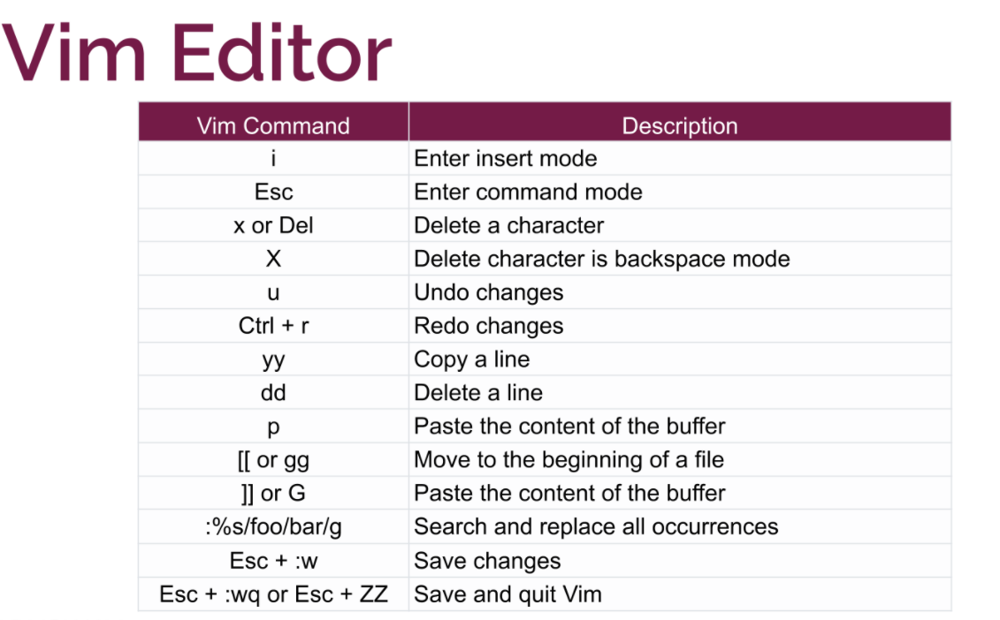 Vim Editor
Vim Command Description
i Enter insert mode
Esc Enter command mode
x or Del Delete a character
X Delete character is backspace mode
u Undo changes
Ctrl + r Redo changes
yy Copy a line
dd Delete a line
p Paste the content of the buffer
[[ or gg Move to the beginning of a file
]] or G Paste the content of the buffer
:%s/foo/bar/g Search and replace all occurrences
Esc + :w Save changes
Esc + :wq or Esc + ZZ Save and quit Vim